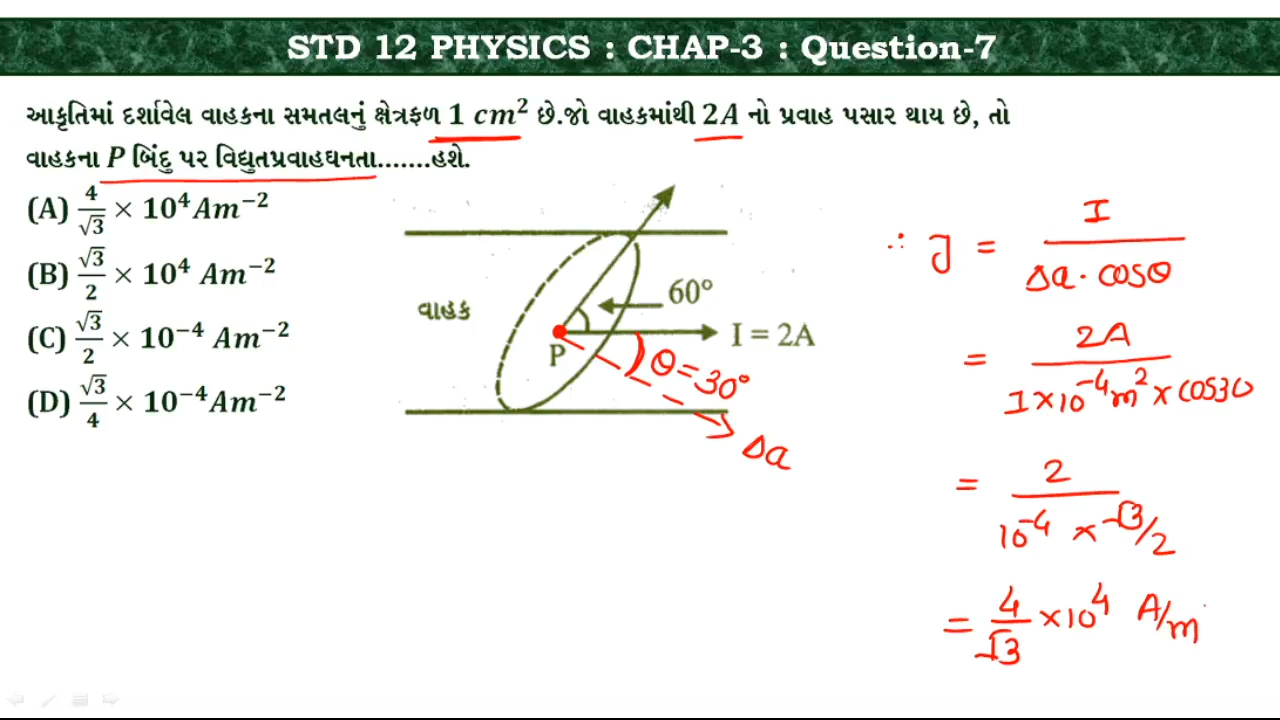 STD 12 PHYSICS : CHAP-3 : Question-7
આકૃતિમાં દર્શાવેલ વાહકના સમતલનું ક્ષેત્રફળ 1 cm² છે.જો વાહકમાંથી 2A નો પ્રવાહ પસાર થાય છે, તો
વાહકના P બિંદુ પર વિદ્યુતપ્રવાહઘનતા.......હશે.
(A) 4/√3 × 10⁴ Am⁻²
(B) √3/2 × 10⁴ Am⁻²
(C) √3/2 × 10⁻⁴ Am⁻²
(D) √3/4 × 10⁻⁴ Am⁻²
વાહક
60°
I = 2A
P
θ = 30°
Δa
∴ J = I / Δa · cosθ
= 2A / 1 × 10⁻⁴ m² × cos30
= 2 / 10⁻⁴ × √3/2
= 4/√3 × 10⁴ A/m